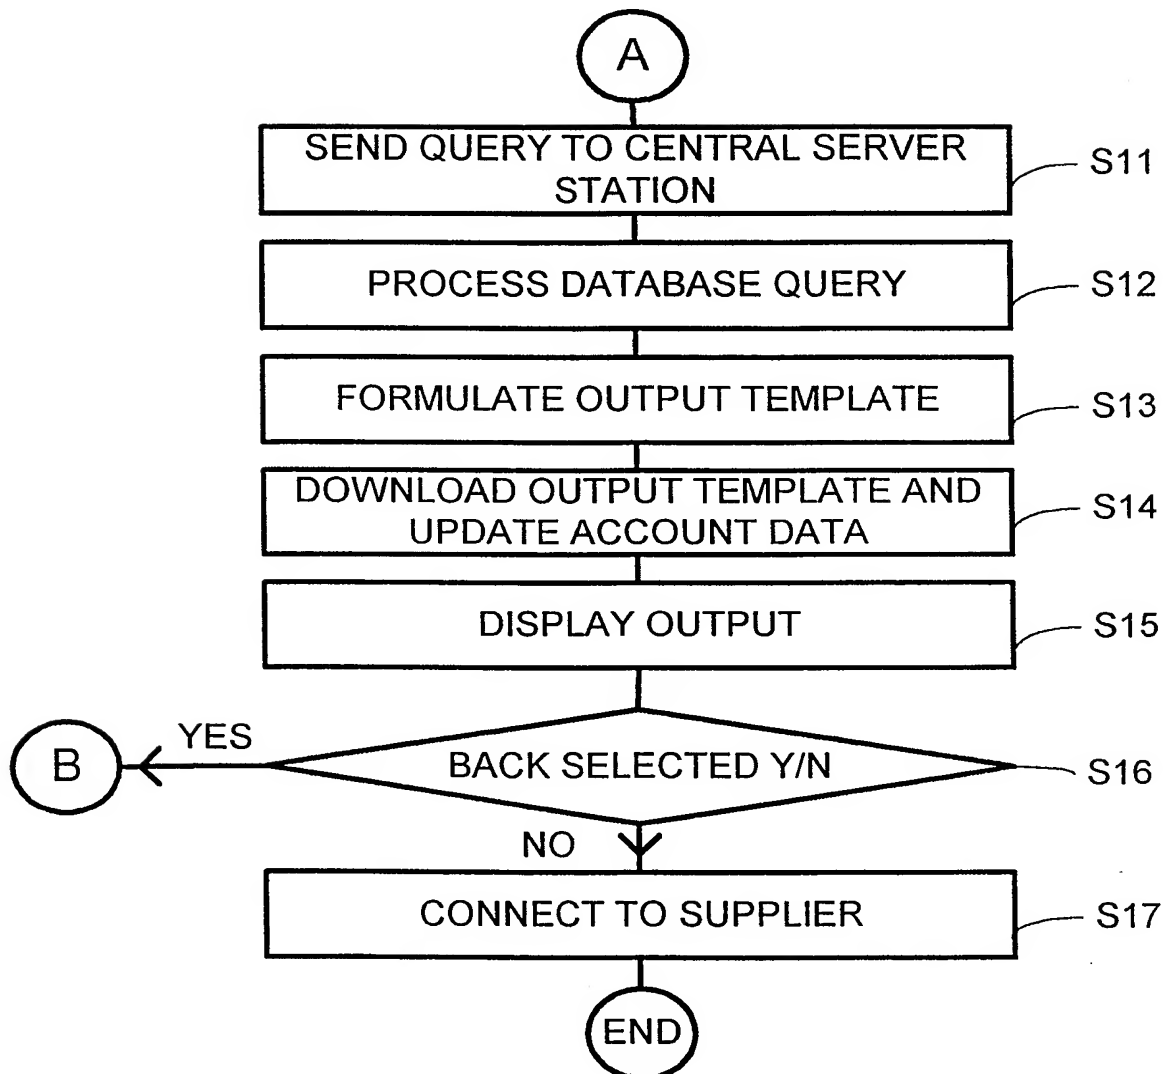 A
SEND QUERY TO CENTRAL SERVER
STATION
S11
PROCESS DATABASE QUERY
S12
FORMULATE OUTPUT TEMPLATE
S13
DOWNLOAD OUTPUT TEMPLATE AND
UPDATE ACCOUNT DATA
S14
DISPLAY OUTPUT
S15
B
YES
BACK SELECTED Y/N
S16
NO
CONNECT TO SUPPLIER
S17
END